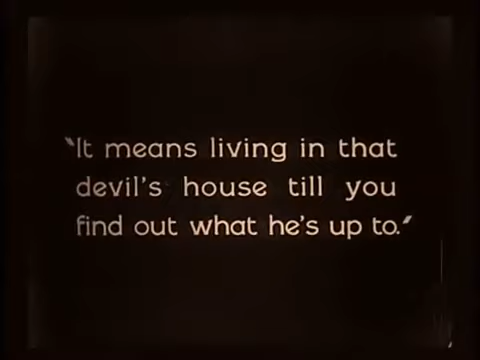 "It means living in that
devil's house till you
find out what he's up to."